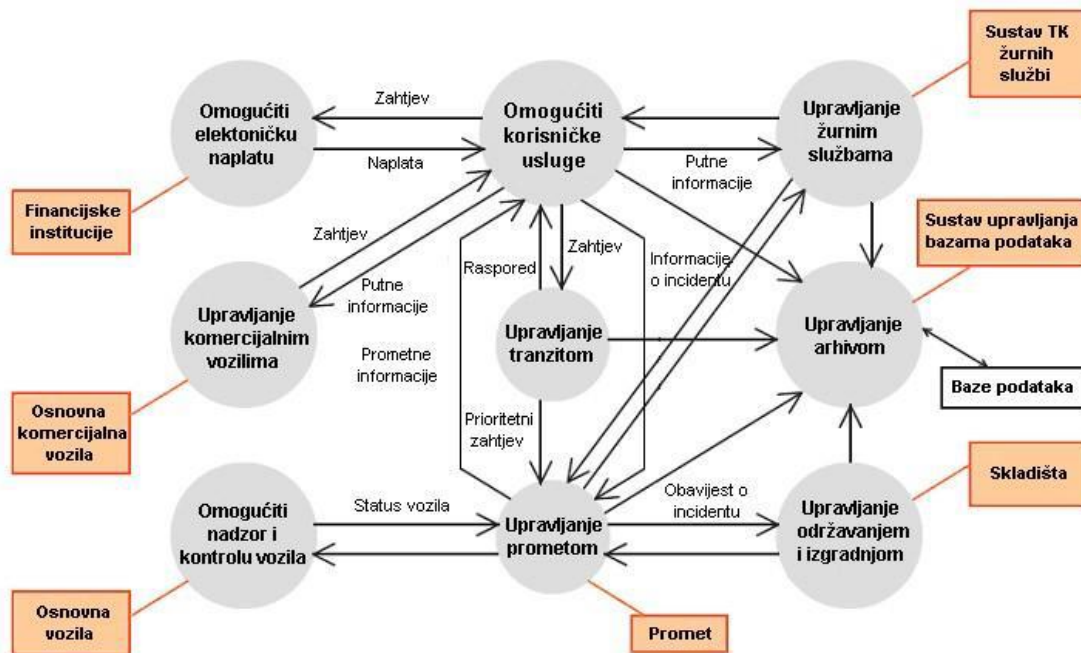 Sustav TK
žurnih
službi
Omogućiti
elektoničku
naplatu
Zahtjev
Naplata
Omogućiti
korisničke
usluge
Putne
informacije
Upravljanje
žurnim
službama
Financijske
institucije
Zahtjev
Putne
informacije
Raspored
Zahtjev
Informacije
o incidentu
Sustav upravljanja
bazama podataka
Upravljanje
komercijalnim
vozilima
Prometne
informacije
Upravljanje
tranzitom
Upravljanje
arhivom
Baze podataka
Osnovna
komercijalna
vozila
Prioritetni
zahtjev
Skladišta
Omogućiti
nadzor i
kontrolu vozila
Status vozila
Upravljanje
prometom
Obavijest o
incidentu
Upravljanje
održavanjem
i izgradnjom
Osnovna
vozila
Promet